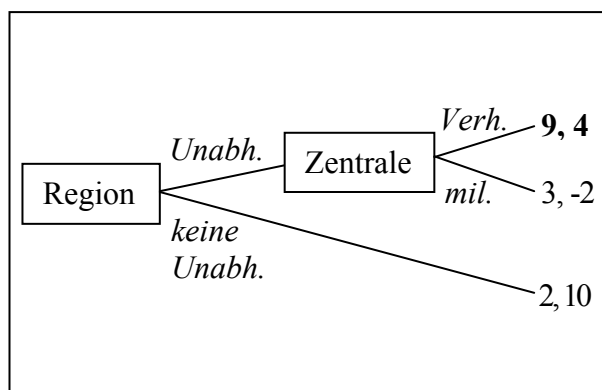 Verh.
9, 4
Unabh.
Zentrale
Region
mil.
3, -2
keine
Unabh.
2, 10